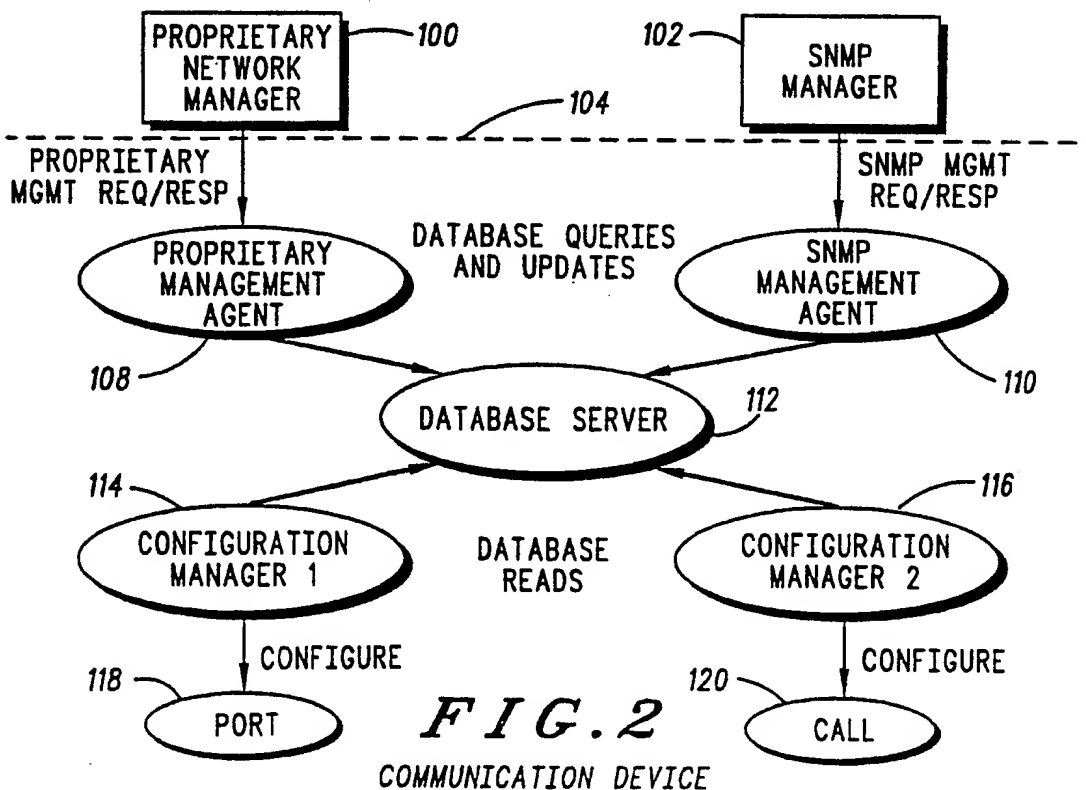 PROPRIETARY
NETWORK
MANAGER
100
102
SNMP
MANAGER
104
PROPRIETARY
MGMT REQ/RESP
SNMP MGMT
REQ/RESP
PROPRIETARY
MANAGEMENT
AGENT
DATABASE QUERIES
AND UPDATES
SNMP
MANAGEMENT
AGENT
108
110
DATABASE SERVER
112
114
116
CONFIGURATION
MANAGER 1
DATABASE
READS
CONFIGURATION
MANAGER 2
CONFIGURE
CONFIGURE
118
PORT
120
CALL
FIG.2
COMMUNICATION DEVICE